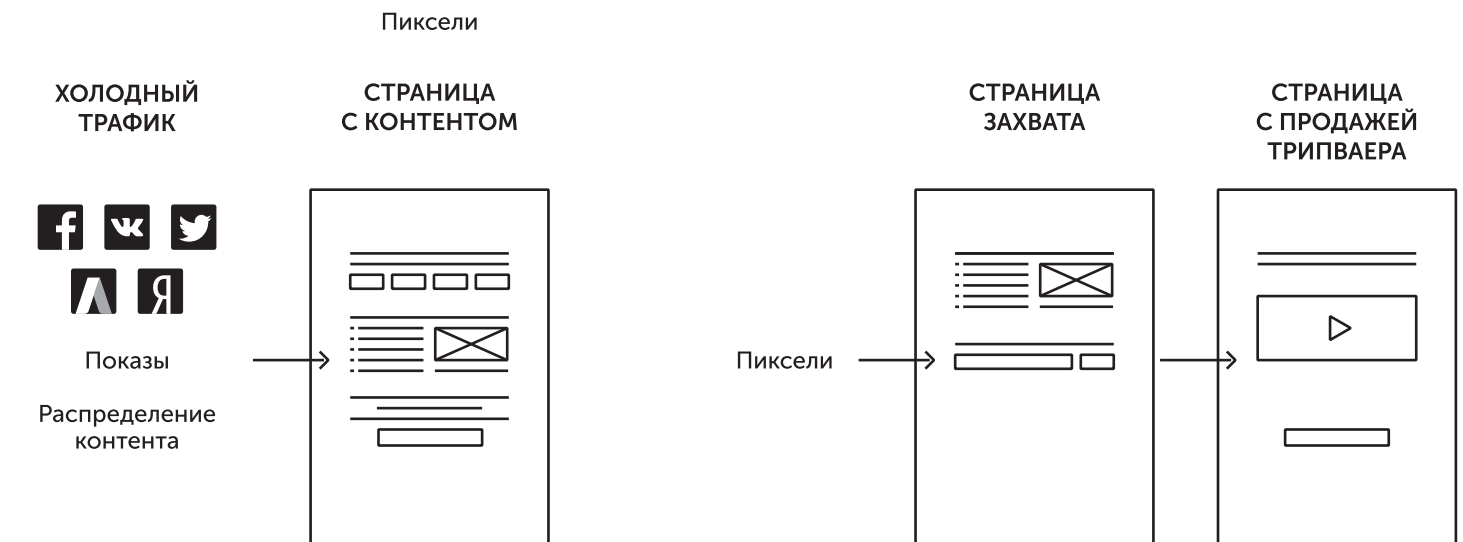 Пиксели
ХОЛОДНЫЙ
ТРАФИК
СТРАНИЦА
С КОНТЕНТОМ
СТРАНИЦА
ЗАХВАТА
СТРАНИЦА
С ПРОДАЖЕЙ
ТРИПВАЕРА
Показы
Распределение
контента
Пиксели